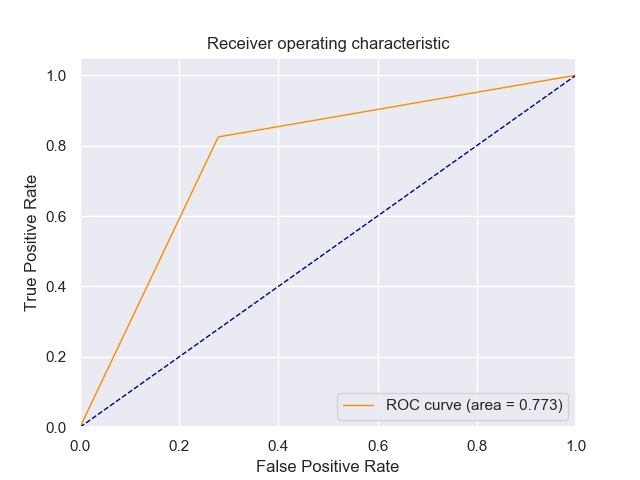 Receiver operating characteristic
1.0
0.8
0.6
0.4
0.2
0.0
True Positive Rate
ROC curve (area = 0.773)
0.0 0.2 0.4 0.6 0.8 1.0
False Positive Rate